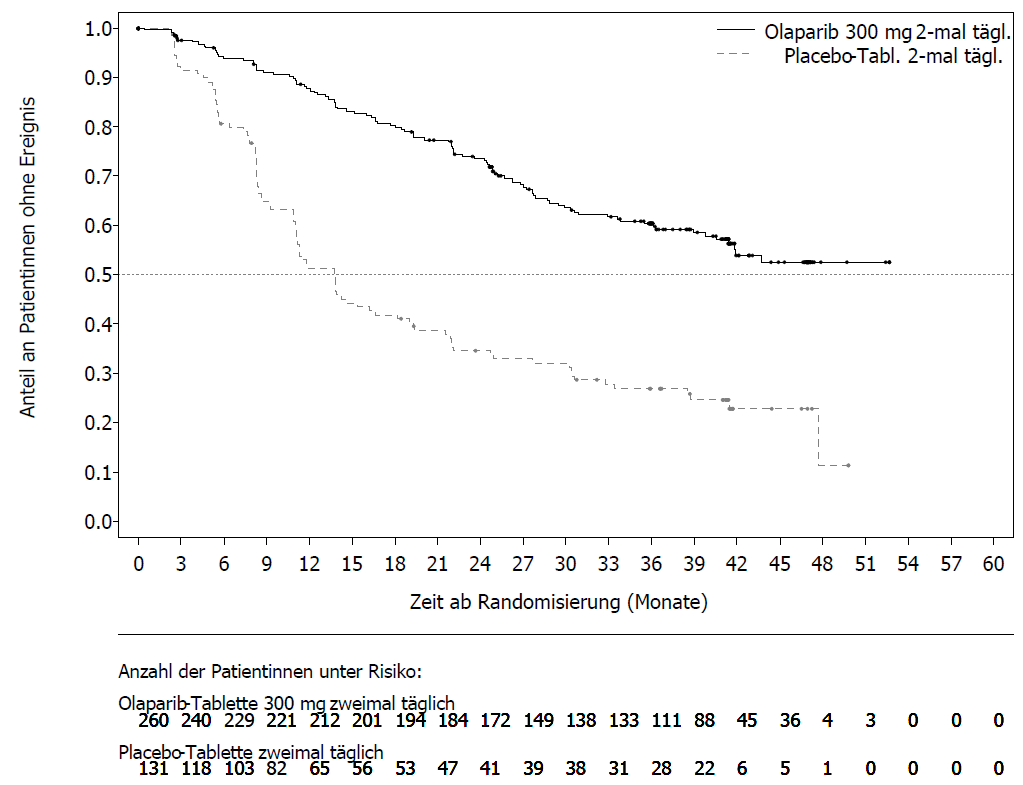 Olaparib 300 mg 2-mal tägl.
Placebo-Tabl. 2-mal tägl.
Anteil an Patientinnen ohne Ereignis
1.0
0.9
0.8
0.7
0.6
0.5
0.4
0.3
0.2
0.1
0.0
0 3 6 9 12 15 18 21 24 27 30 33 36 39 42 45 48 51 54 57 60
Zeit ab Randomisierung (Monate)
Anzahl der Patientinnen unter Risiko:
Olaparib-Tablette 300 mg zweimal täglich
260 240 229 221 212 201 194 184 172 149 138 133 111 88 45 36 4 3 0 0 0
Placebo-Tablette zweimal täglich
131 118 103 82 65 56 53 47 41 39 38 31 28 22 6 5 1 0 0 0 0